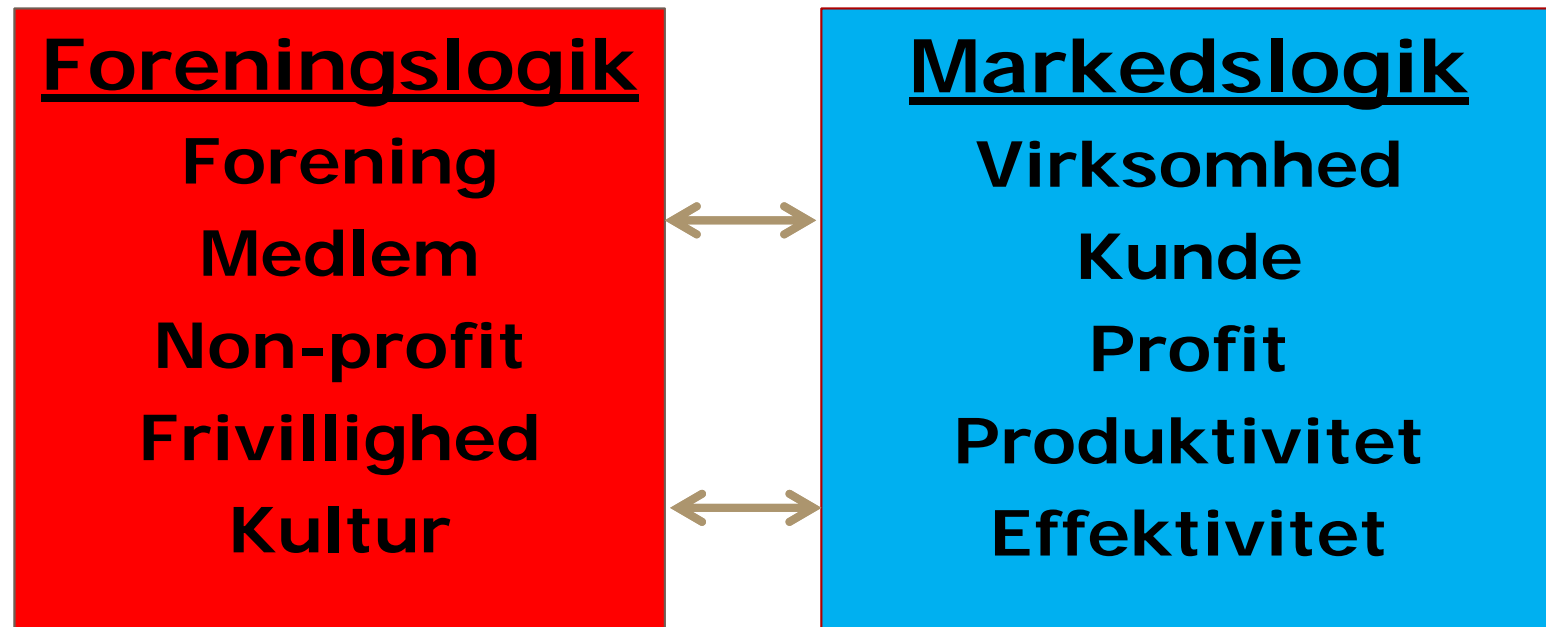 Foreningslogik
Forening
Medlem
Non-profit
Frivillighed
Kultur
Markedslogik
Virksomhed
Kunde
Profit
Produktivitet
Effektivitet